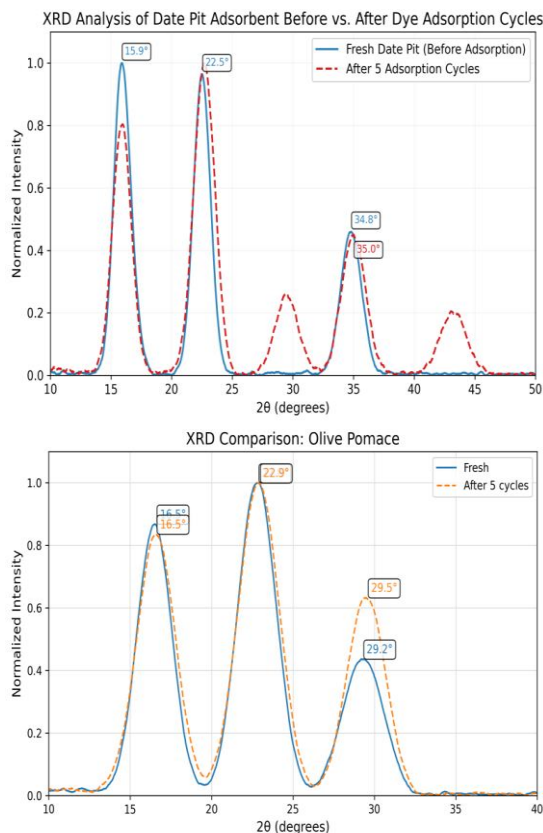 XRD Analysis of Date Pit Adsorbent Before vs. After Dye Adsorption Cycles
15.9°
22.5°
Fresh Date Pit (Before Adsorption)
After 5 Adsorption Cycles
1.0
0.8
0.6
0.4
0.2
0.0
Normalized Intensity
34.8°
35.0°
10 15 20 25 30 35 40 45 50
2θ (degrees)
XRD Comparison: Olive Pomace
22.9°
Fresh
After 5 cycles
16.5°
16.5°
1.0
0.8
0.6
0.4
0.2
0.0
Normalized Intensity
29.5°
29.2°
10 15 20 25 30 35 40
2θ (degrees)